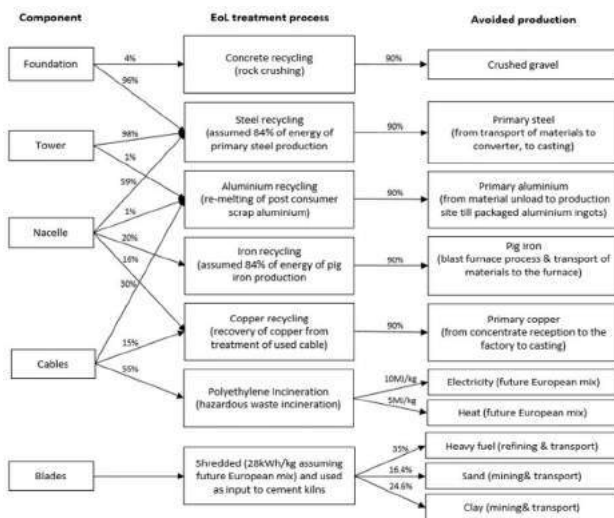 Component EoL treatment process Avoided production
Foundation
4%
96%
Concrete recycling
(rock crushing)
90%
Crushed gravel
Tower
98%
1%
Steel recycling
(assumed 84% of energy of
primary steel production
90%
Primary steel
(from transport of materials to
converter, to casting)
59%
Aluminium recycling
(re-melting of post consumer
scrap aluminium)
90%
Primary aluminium
(from material unload to production
site till packaged aluminium ingots)
Nacelle
1%
20%
16%
30%
Iron recycling
(assumed 84% of energy of pig
iron production
90%
Pig iron
(blast furnace process & transport of
materials to the furnace)
Copper recycling
(recovery of copper from
treatment of used cable)
90%
Primary copper
(from concentrate reception to the
factory to casting)
Cables
15%
55%
Polyethylene Incineration
(hazardous waste incineration)
10MJ/kg
Electricity (future European mix)
5MJ/kg
Heat (future European mix)
Blades
Shredded (28kWh/kg assuming
future European mix) and used
as input to cement kilns
35%
Heavy fuel (refining & transport)
16.4%
Sand (mining& transport)
24.6%
Clay (mining& transport)